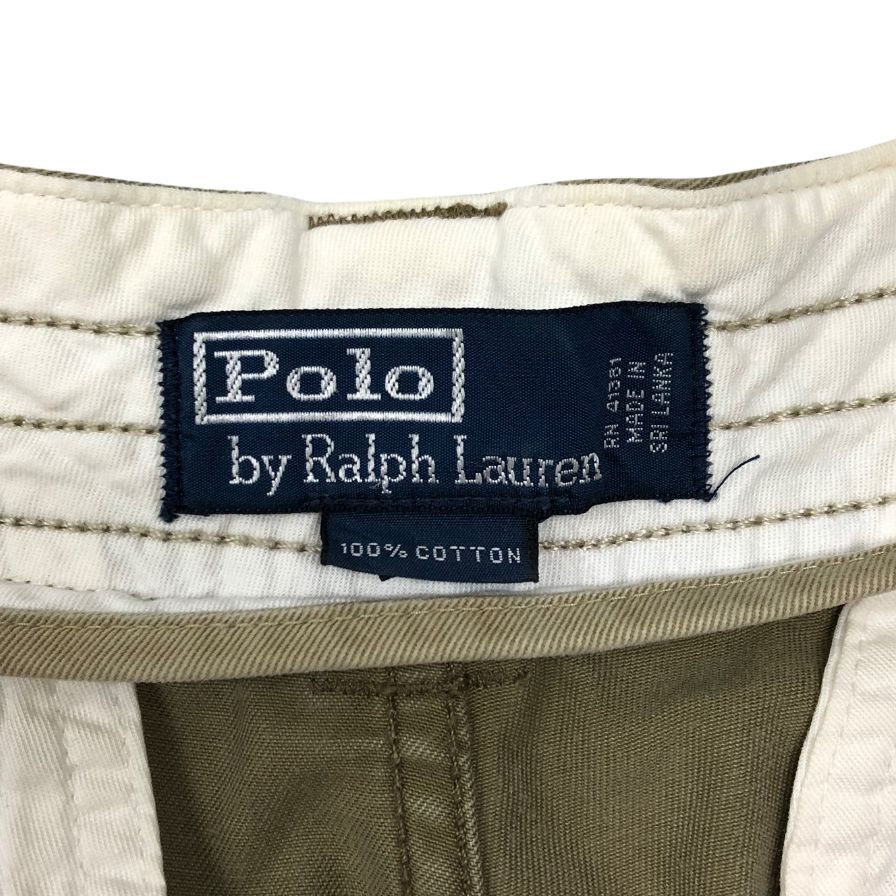 Polo
by Ralph Lauren
RN 41381
MADE IN
SRI LANKA
100% COTTON